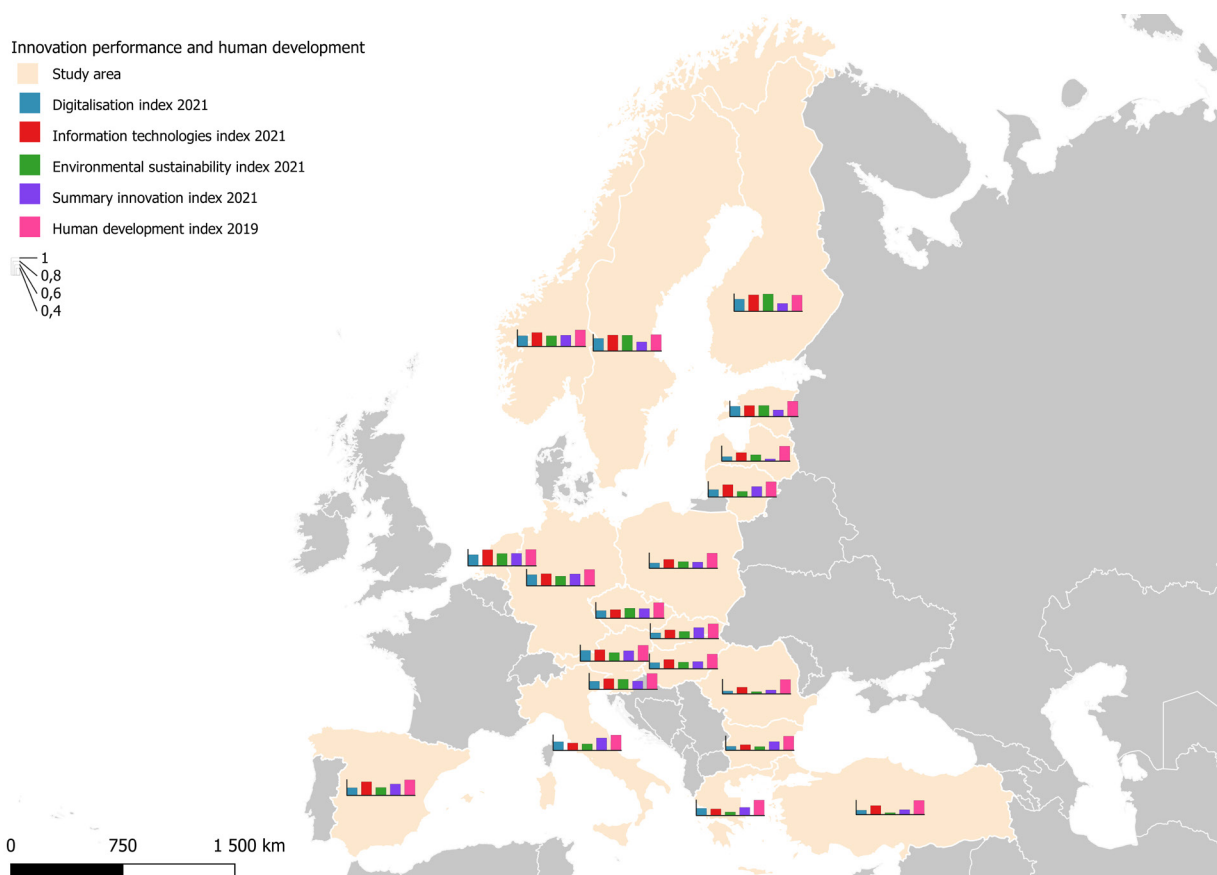 Innovation performance and human development
Study area
Digitalisation index 2021
Information technologies index 2021
Environmental sustainability index 2021
Summary innovation index 2021
Human development index 2019
1
0,8
0,6
0,4
0 750 1 500 km